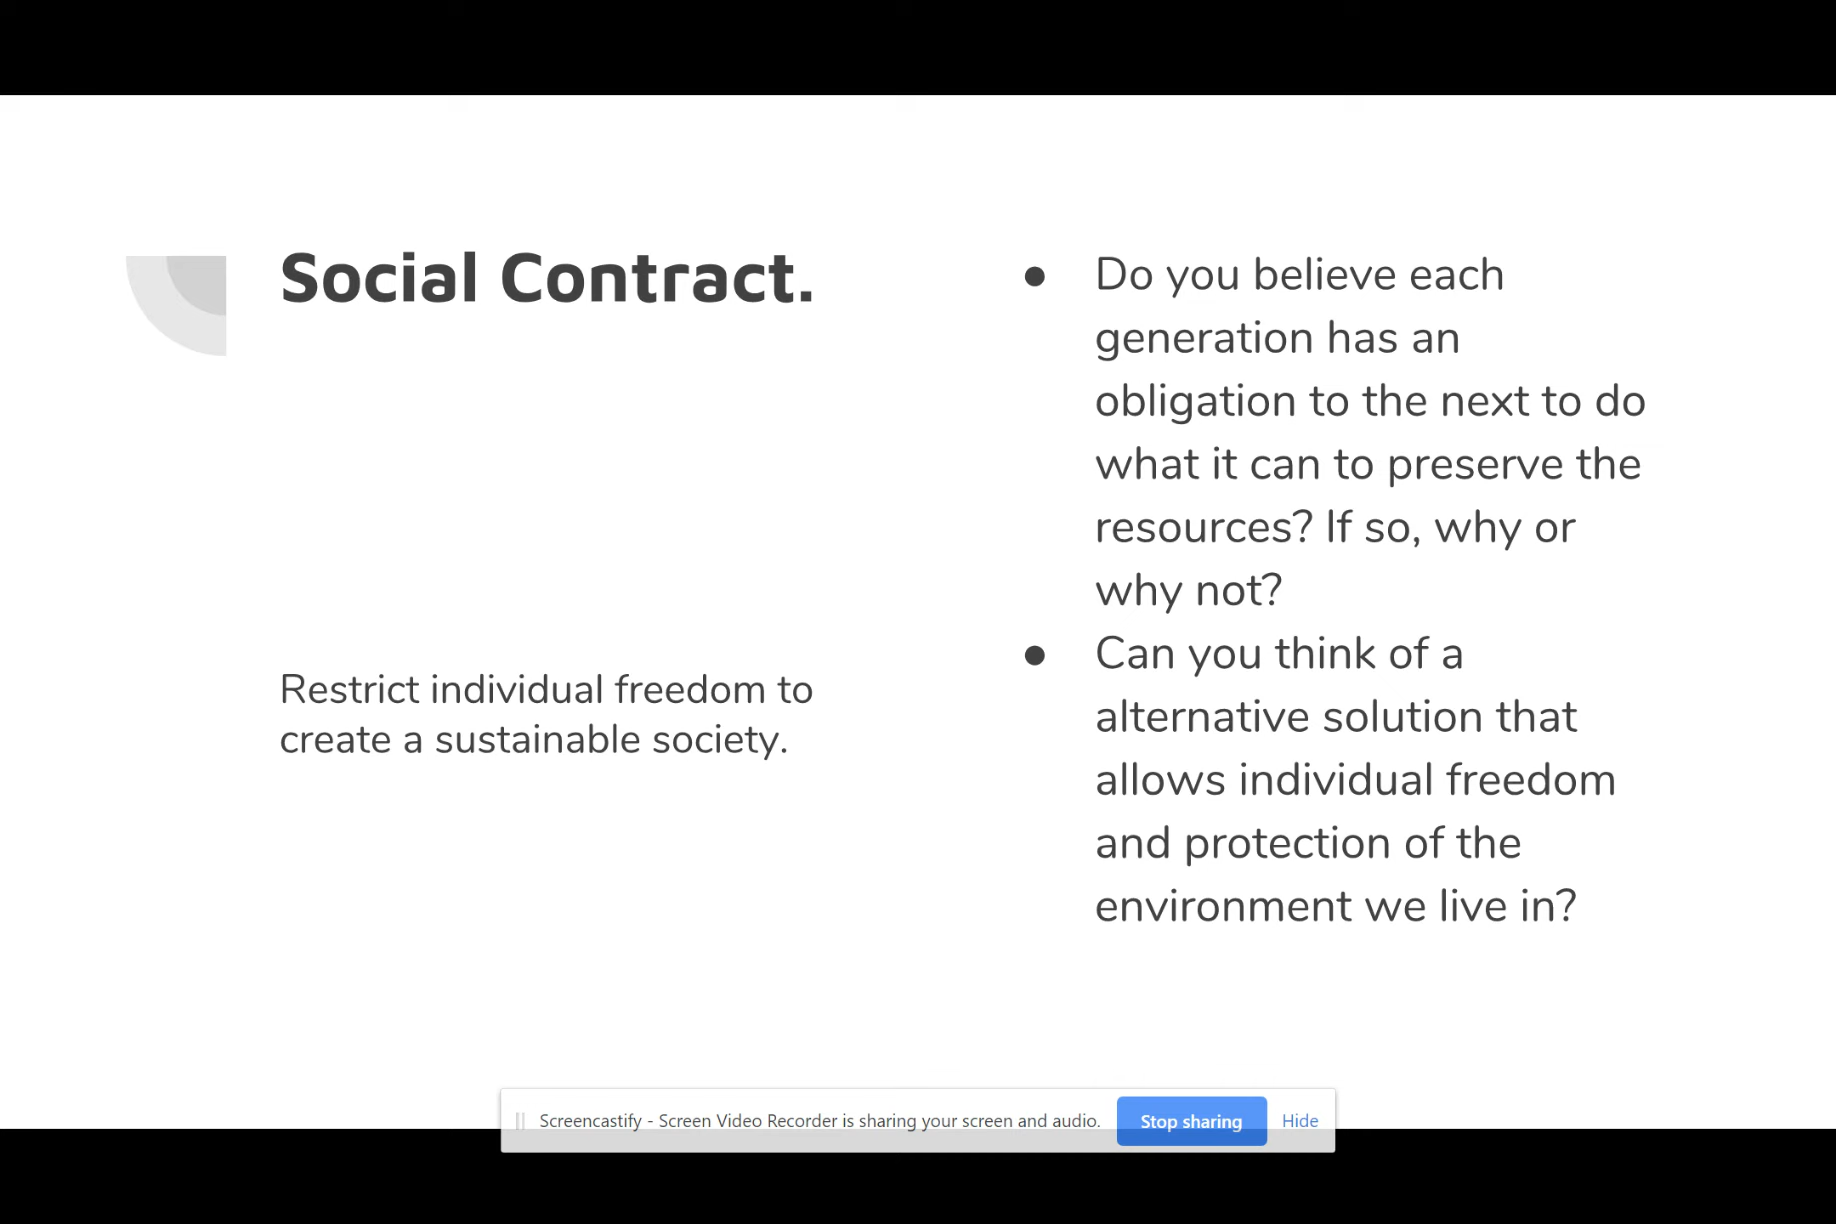 Social Contract.
Restrict individual freedom to
create a sustainable society.
● Do you believe each
generation has an
obligation to the next to do
what it can to preserve the
resources? If so, why or
why not?
● Can you think of a
alternative solution that
allows individual freedom
and protection of the
environment we live in?
Screencastify - Screen Video Recorder is sharing your screen and audio. Stop sharing Hide